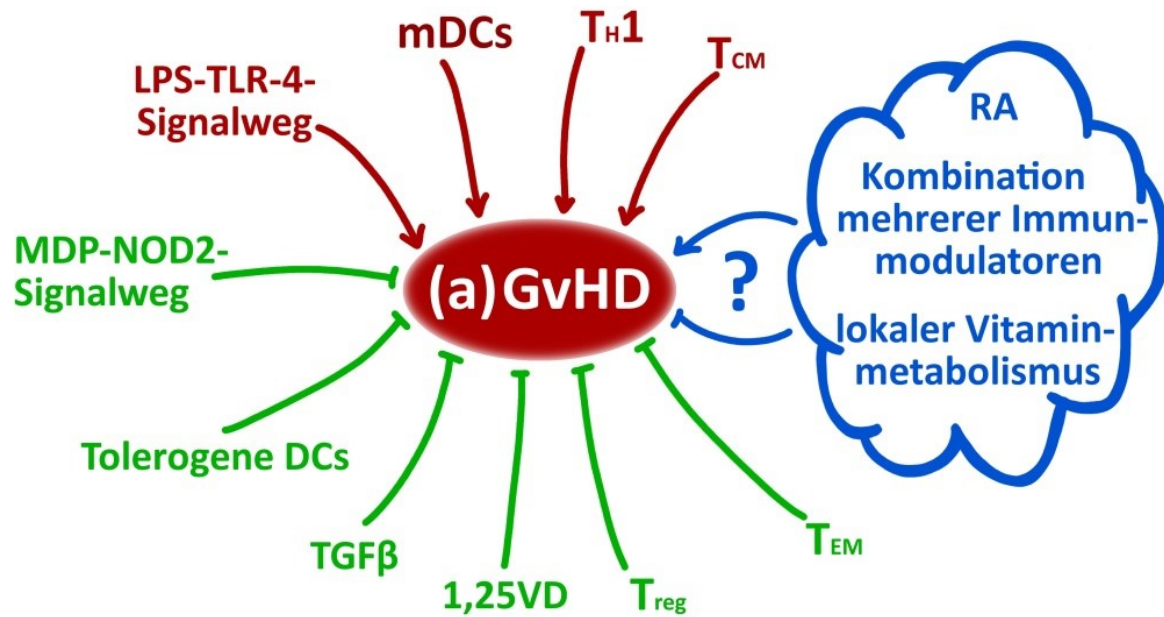 mDCs
TH1
TCM
LPS-TLR-4-
Signalweg
RA
Kombination
mehrerer Immun-
modulatoren
lokaler Vitamin-
metabolismus
MDP-NOD2-
Signalweg
(a)GvHD
?
Tolerogene DCs
TGFβ
1,25VD
Treg
TEM